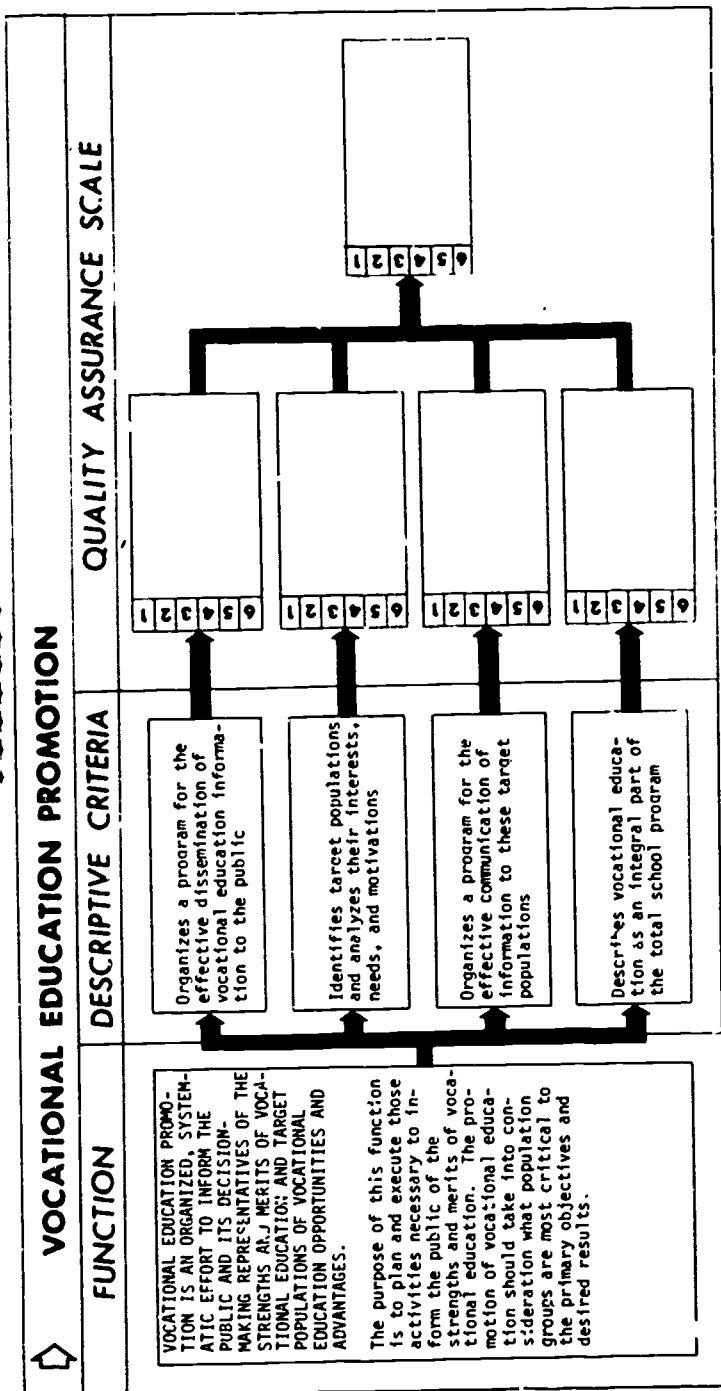 VOCATIONAL EDUCATION PROMOTION
FUNCTION
DESCRIPTIVE CRITERIA
QUALITY ASSURANCE SCALE
VOCATIONAL EDUCATION PROMO-
TION IS AN ORGANIZED, SYSTEM-
ATIC EFFORT TO INFORM THE
PUBLIC AND ITS DECISION-
MAKING REPRESENTATIVES OF THE
STRENGTHS AND MERITS OF VOCA-
TIONAL EDUCATION AND TARGET
POPULATIONS OF VOCATIONAL
EDUCATION OPPORTUNITIES AND
ADVANTAGES.
The purpose of this function
is to plan and execute those
activities necessary to in-
form the public of the
strengths and merits of voca-
tional education. The pro-
motion of vocational educa-
tion should take into con-
sideration what population
groups are most critical to
the primary objectives and
desired results.
Organizes a program for the
effective dissemination of
vocational education informa-
tion to the public
Identifies target populations
and analyzes their interests,
needs, and motivations
Organizes a program for the
effective communication of
information to these target
populations
Describes vocational educa-
tion as an integral part of
the total school program
1 2 3 4 5 6
1 2 3 4 5 6
1 2 3 4 5 6
1 2 3 4 5 6
1 2 3 4 5 6